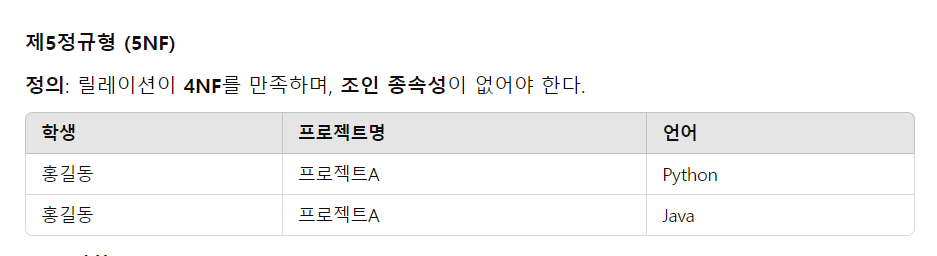 제5정규형 (5NF)
정의: 릴레이션이 4NF를 만족하며, 조인 종속성이 없어야 한다.
학생 프로젝트명 언어
홍길동 프로젝트A Python
홍길동 프로젝트A Java